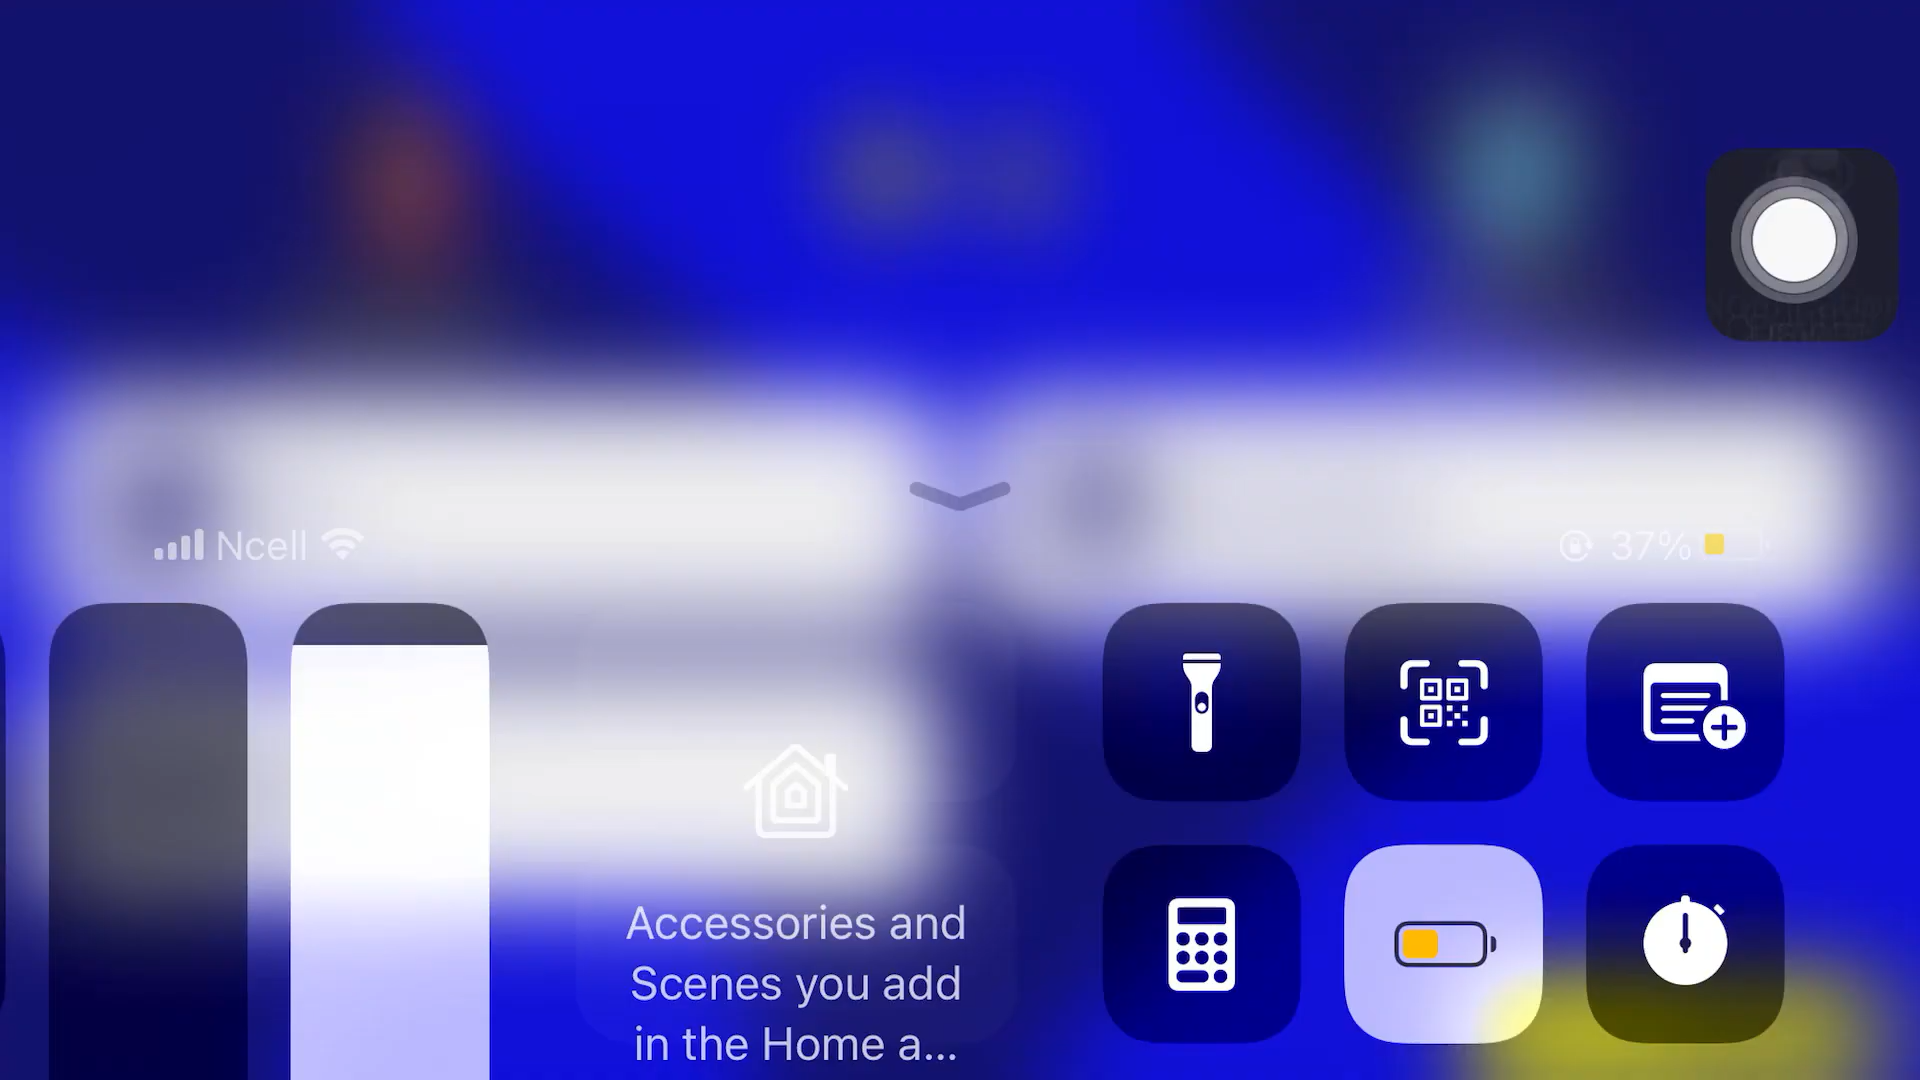 Ncell
37%
Accessories and
Scenes you add
in the Home a...